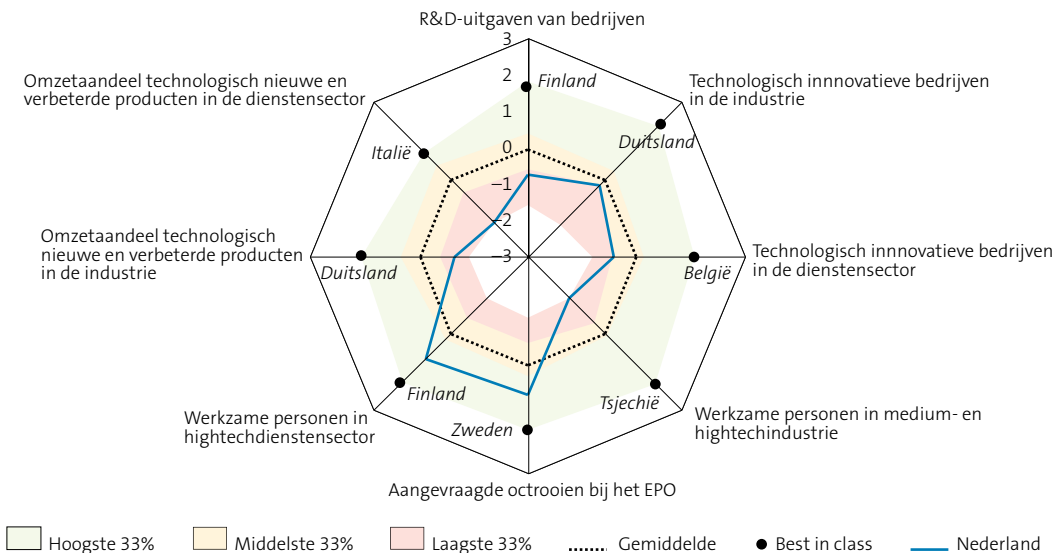 R&D-uitgaven van bedrijven
3
2
1
0
–1
–2
–3
Omzetaandeel technologisch nieuwe en
verbeterde producten in de dienstensector
Finland
Technologisch innnovatieve bedrijven
in de industrie
Italië
Duitsland
Omzetaandeel technologisch
nieuwe en verbeterde producten
in de industrie
Duitsland
België
Technologisch innnovatieve bedrijven
in de dienstensector
Werkzame personen in
hightechdienstensector
Finland
Zweden
Tsjechië
Werkzame personen in medium- en
hightechindustrie
Aangevraagde octrooien bij het EPO
Hoogste 33%
Middelste 33%
Laagste 33%
Gemiddelde
Best in class
Nederland